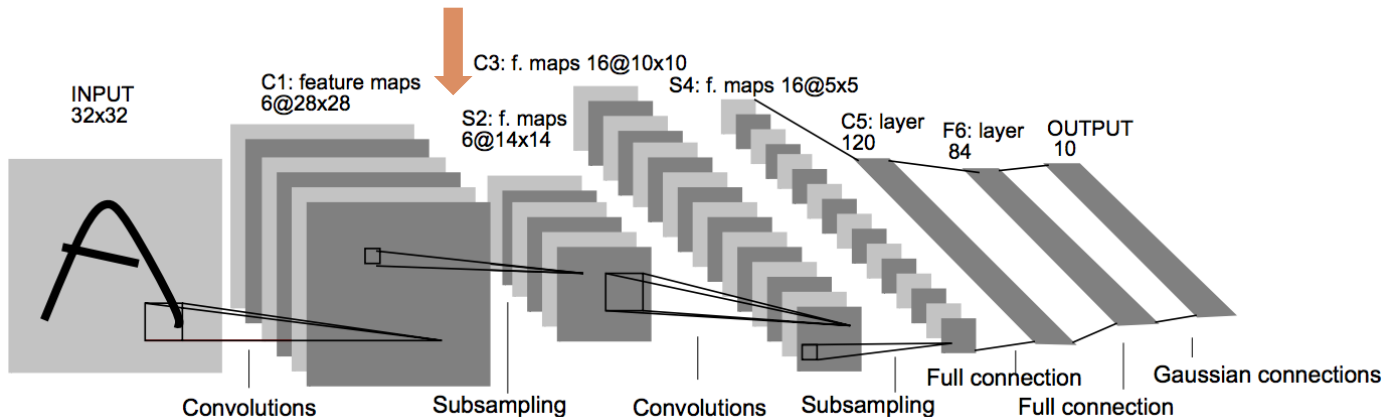 INPUT
32x32
C1: feature maps
6@28x28
S2: f. maps
6@14x14
C3: f. maps 16@10x10
S4: f. maps 16@5x5
C5: layer
120
F6: layer
84
OUTPUT
10
Convolutions
Subsampling
Convolutions
Subsampling
Full connection
Full connection
Gaussian connections